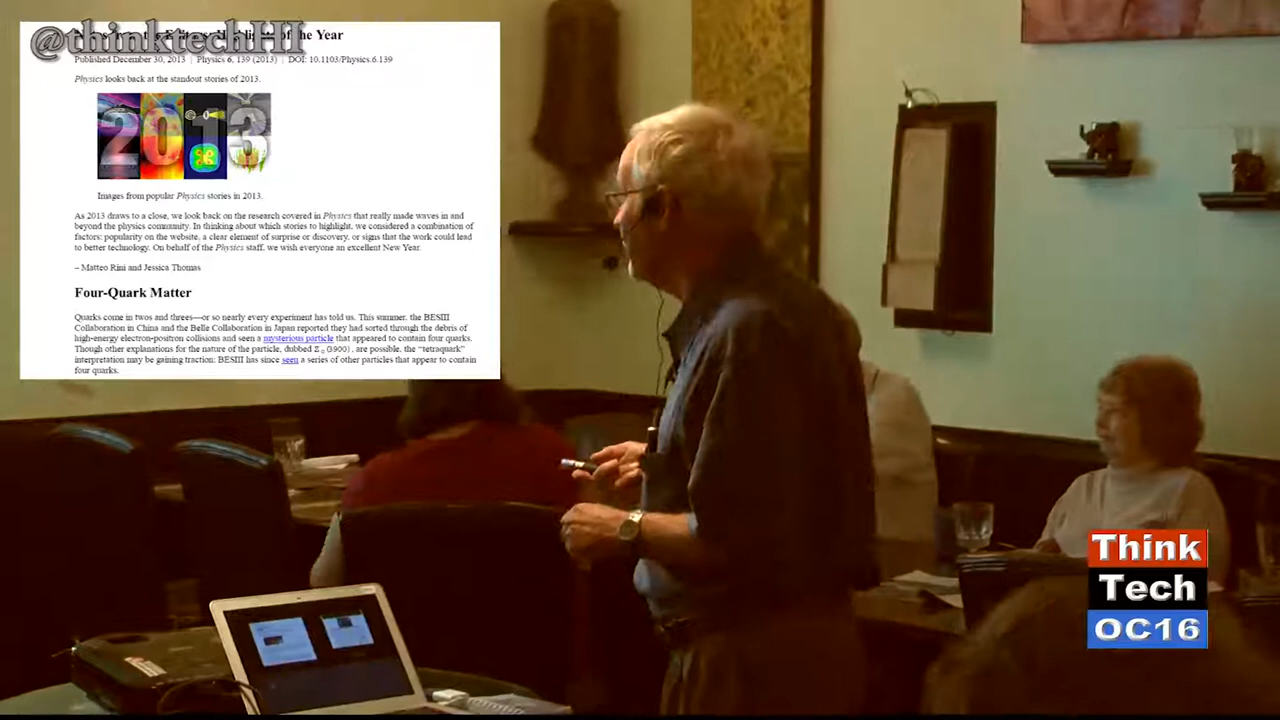 @thinktechHI
of the Year
Published December 30, 2013 | Physics 6, 139 (2013) | DOI: 10.1103/Physics.6.139
Physics looks back at the standout stories of 2013.
2013
Images from popular Physics stories in 2013.
As 2013 draws to a close, we look back on the research covered in Physics that really made waves in and
beyond the physics community. In thinking about which stories to highlight, we considered a combination of
factors: popularity on the website, a clear element of surprise or discovery, or signs that the work could lead
to better technology. On behalf of the Physics staff, we wish everyone an excellent New Year.
– Matteo Rini and Jessica Thomas
Four-Quark Matter
Quarks come in twos and threes—or so nearly every experiment has told us. This summer, the BESIII
Collaboration in China and the Belle Collaboration in Japan reported they had sorted through the debris of
high-energy electron-positron collisions and seen a mysterious particle that appeared to contain four quarks.
Though other explanations for the nature of the particle, dubbed Zc(3900), are possible, the "tetraquark"
interpretation may be gaining traction: BESIII has since seen a series of other particles that appear to contain
four quarks.
Think
Tech
OC16